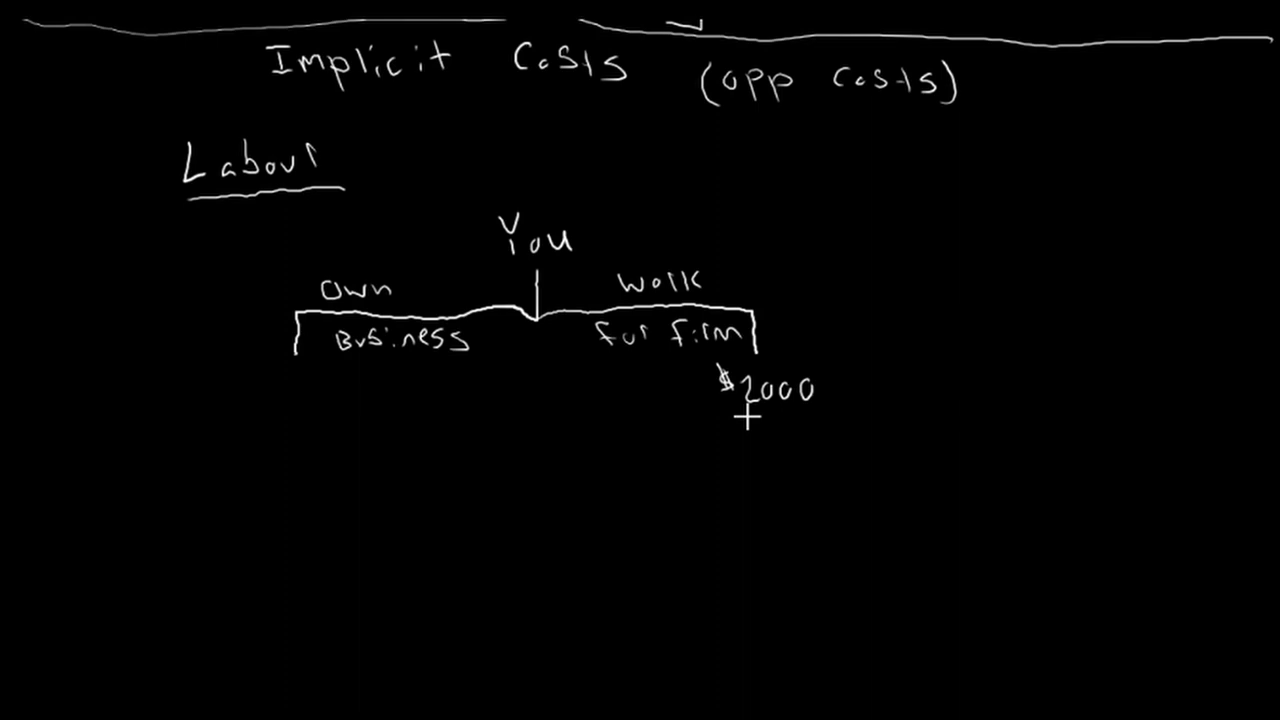 Implicit Costs (opp costs)
Labour
You
Own Work
Business for firm
$2000